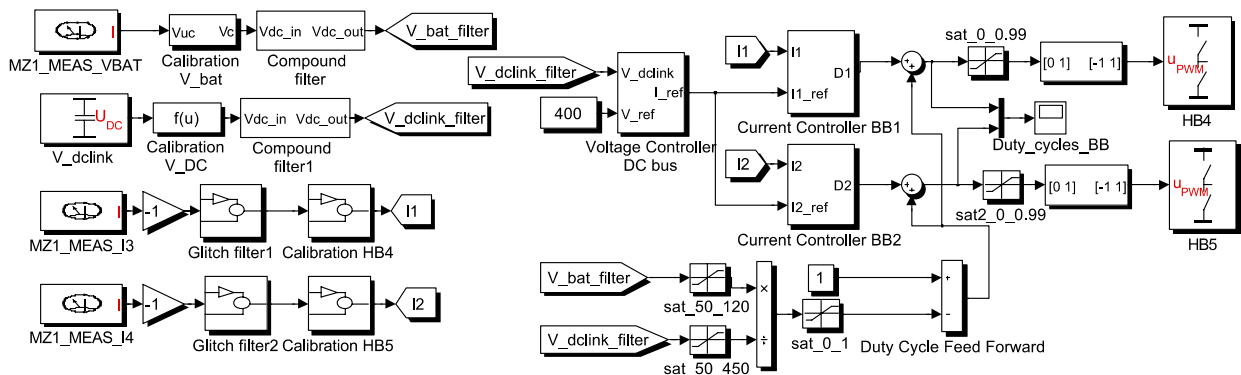 I
MZ1_MEAS_VBAT
Vuc Vc
Calibration
V_bat
Vdc_in Vdc_out
Compound
filter
V_bat_filter
U_DC
V_dclink
f(u)
Calibration
V_DC
Vdc_in Vdc_out
Compound
filter1
V_dclink_filter
I
MZ1_MEAS_I3
-1
Glitch filter1
Calibration HB4
I1
I
MZ1_MEAS_I4
-1
Glitch filter2
Calibration HB5
I2
V_dclink_filter
400
V_dclink
I_ref
V_ref
Voltage Controller
DC bus
I1
I1
D1
I1_ref
Current Controller BB1
I2
I2
D2
I2_ref
Current Controller BB2
+
+
sat_0_0.99
[0 1] [-1 1]
u_PWM
HB4
Duty_cycles_BB
+
+
sat2_0_0.99
[0 1] [-1 1]
u_PWM
HB5
V_bat_filter
sat_50_120
V_dclink_filter
sat_50_450
×
÷
1
sat_0_1
+
−
Duty Cycle Feed Forward